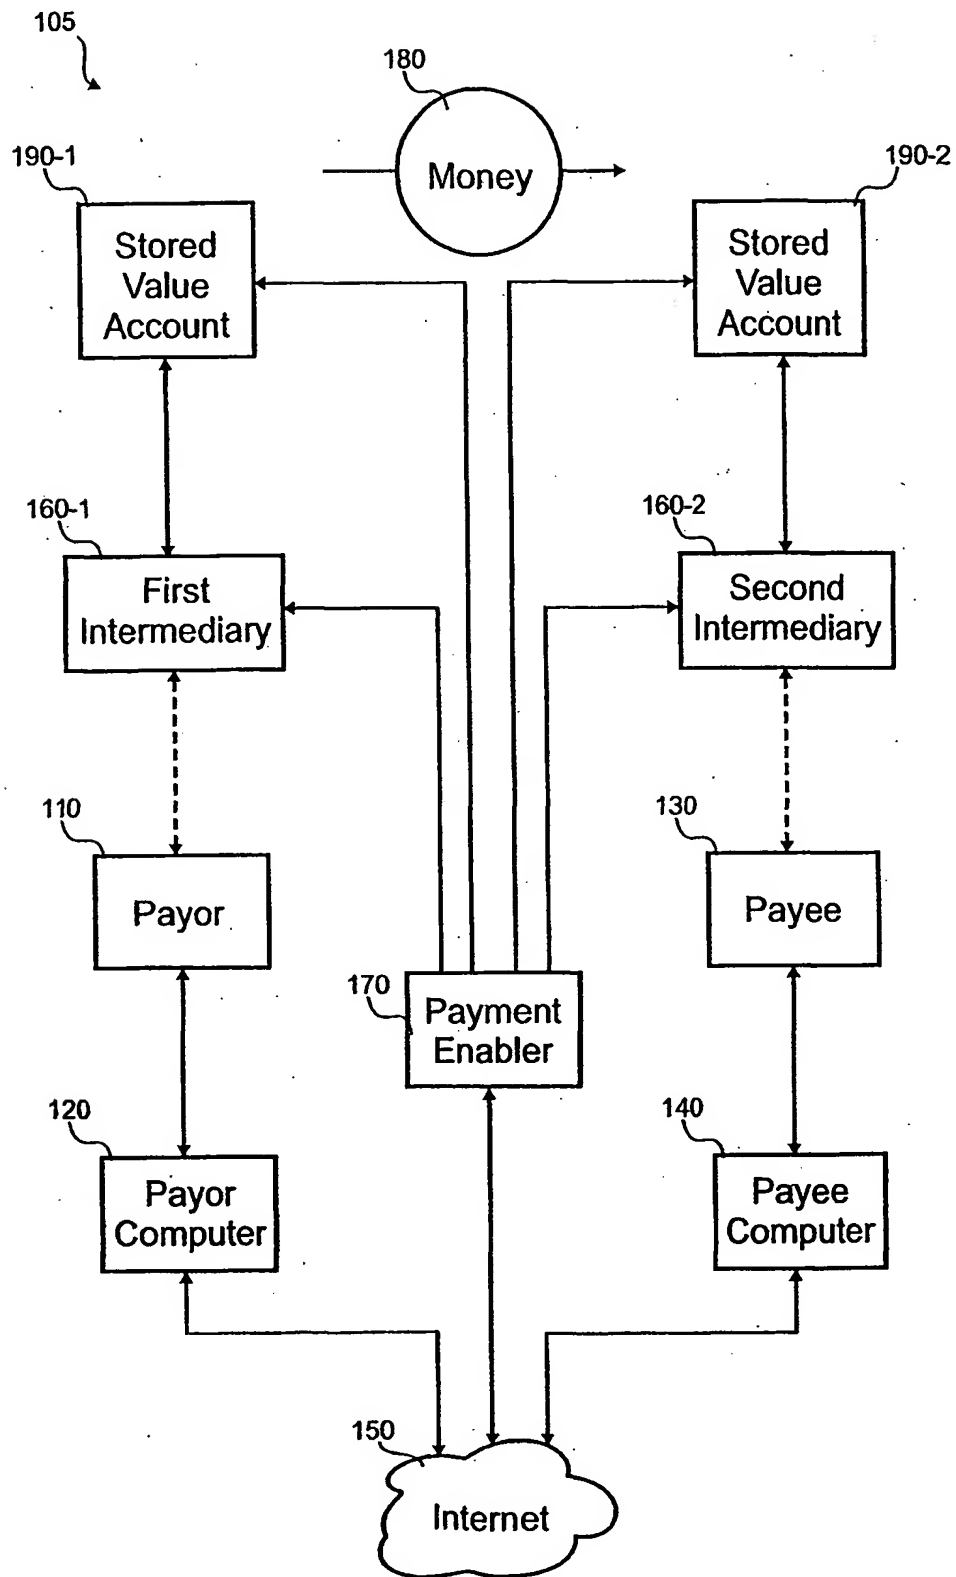 105
180
Money
190-1
190-2
Stored
Value
Account
Stored
Value
Account
160-1
160-2
First
Intermediary
Second
Intermediary
110
130
Payor
Payee
170
Payment
Enabler
120
140
Payor
Computer
Payee
Computer
150
Internet